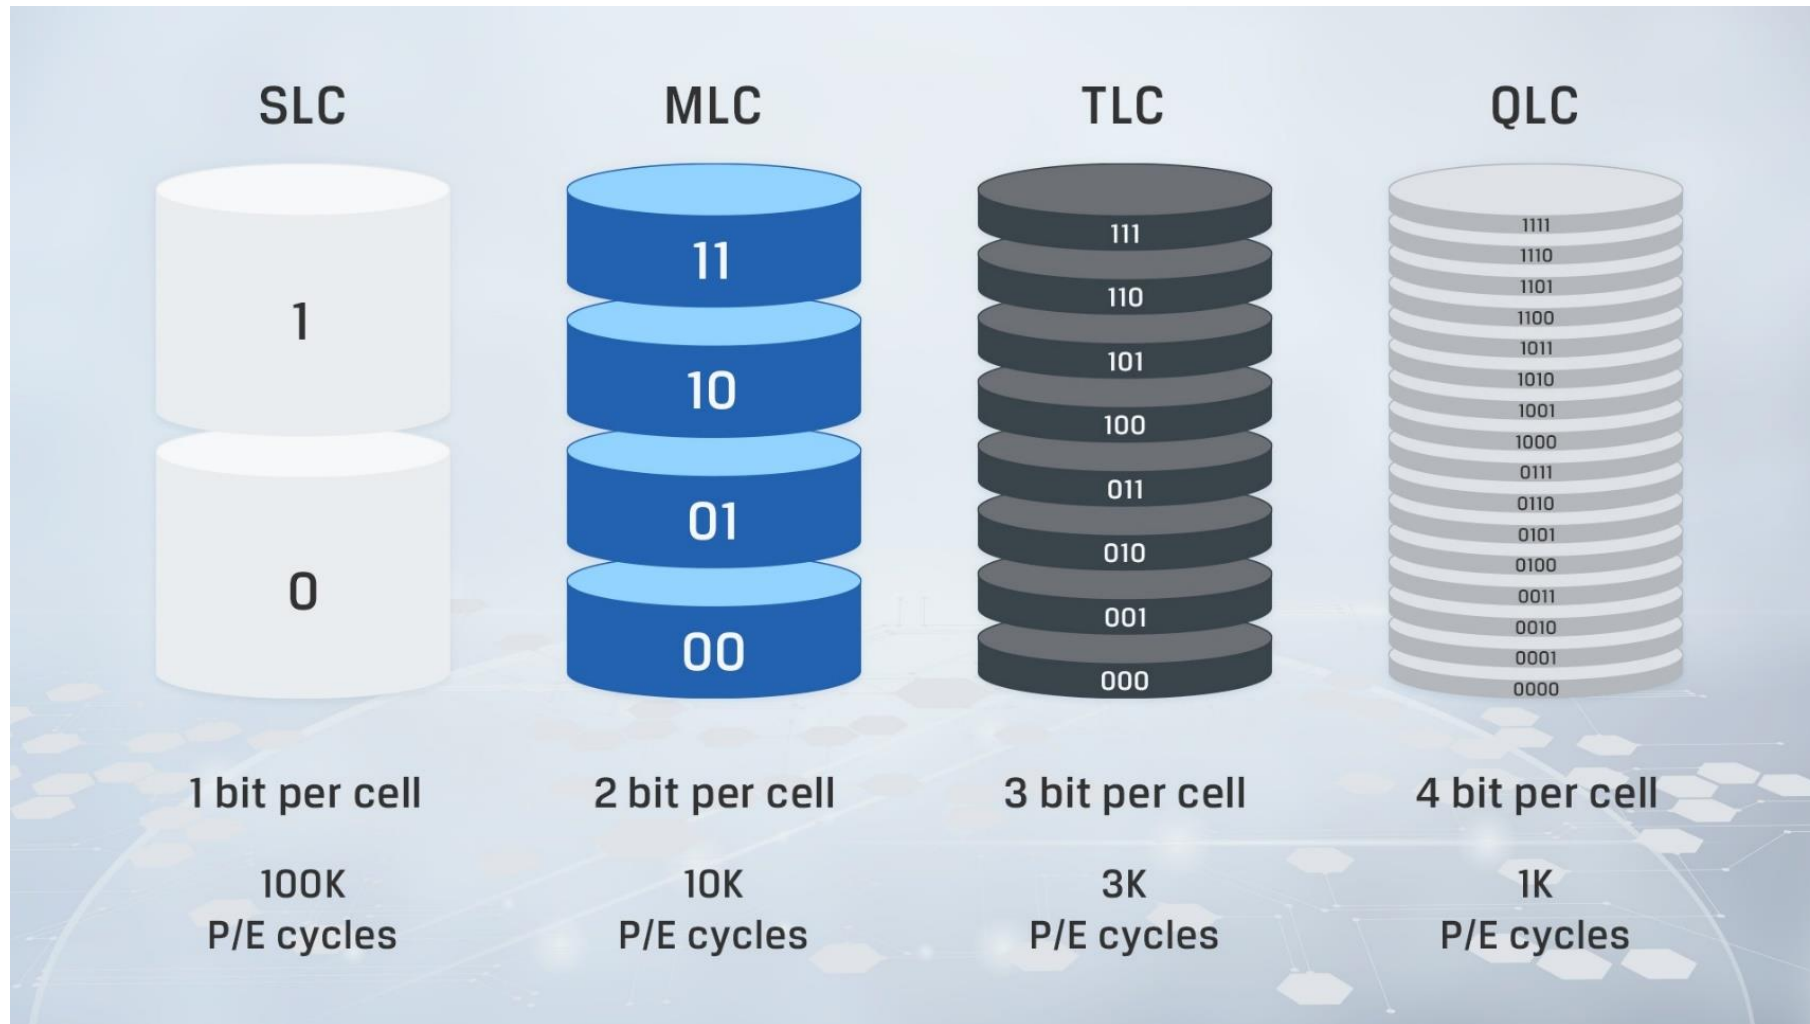 SLC
1
0
1 bit per cell
100K
P/E cycles
MLC
11
10
01
00
2 bit per cell
10K
P/E cycles
TLC
111
110
101
100
011
010
001
000
3 bit per cell
3K
P/E cycles
QLC
1111
1110
1101
1100
1011
1010
1001
1000
0111
0110
0101
0100
0011
0010
0001
0000
4 bit per cell
1K
P/E cycles